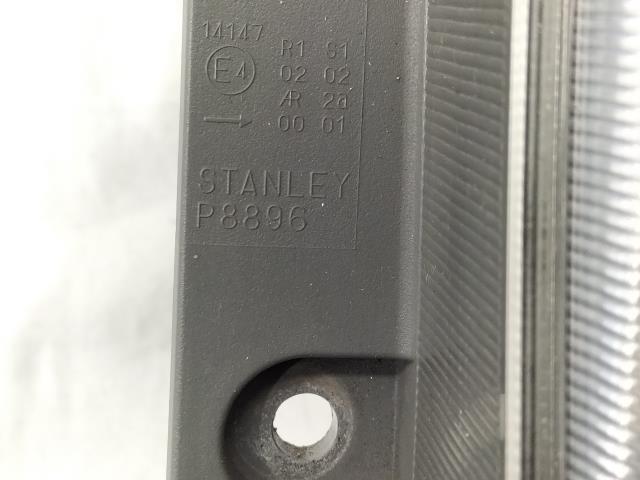 14147
E4 R1 S1
02 02
AR 2a
→ 00 01
STANLEY
P8896